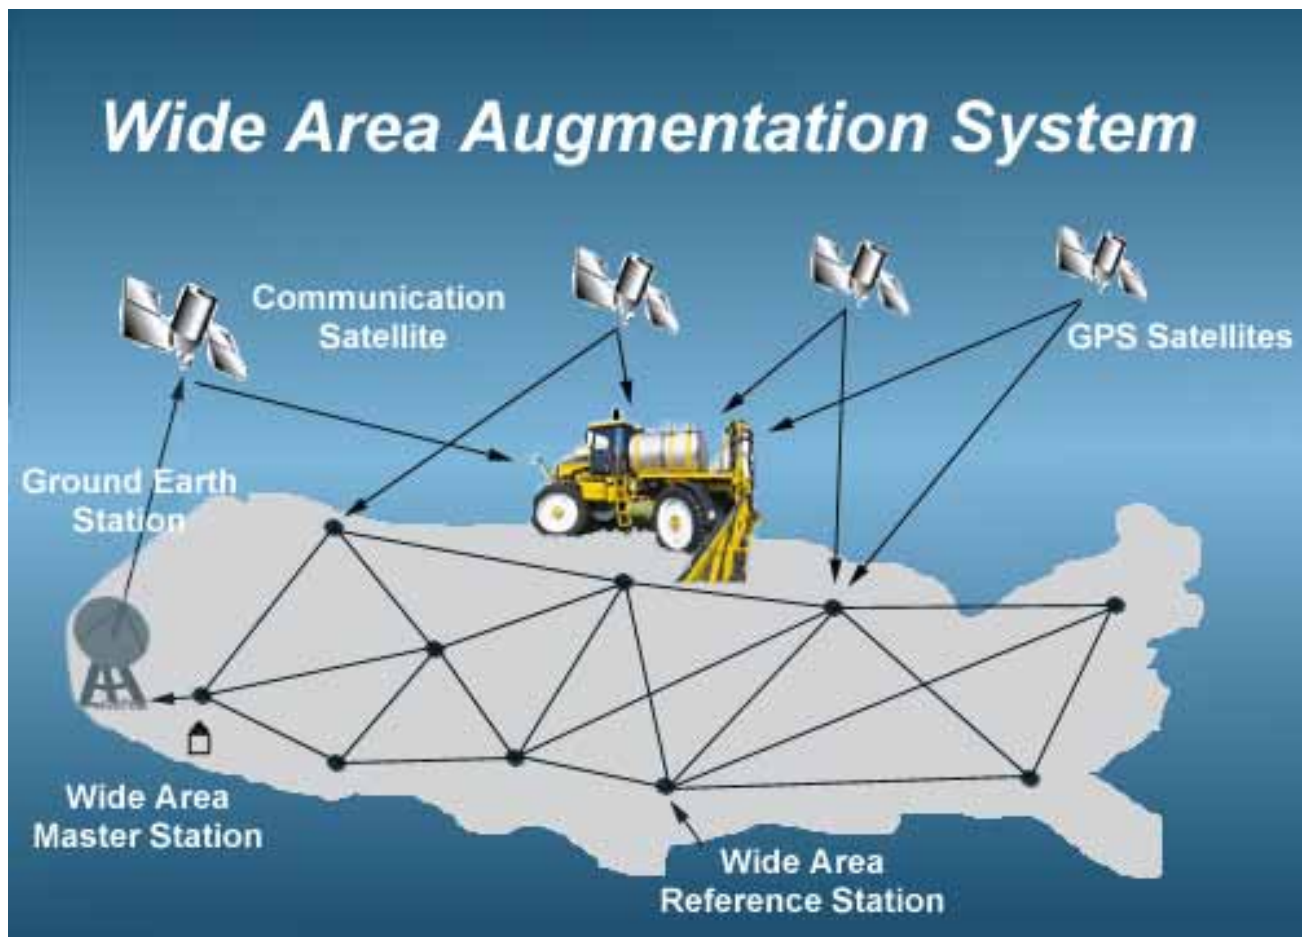 Wide Area Augmentation System
Communication
Satellite
GPS Satellites
Ground Earth
Station
Wide Area
Master Station
Wide Area
Reference Station